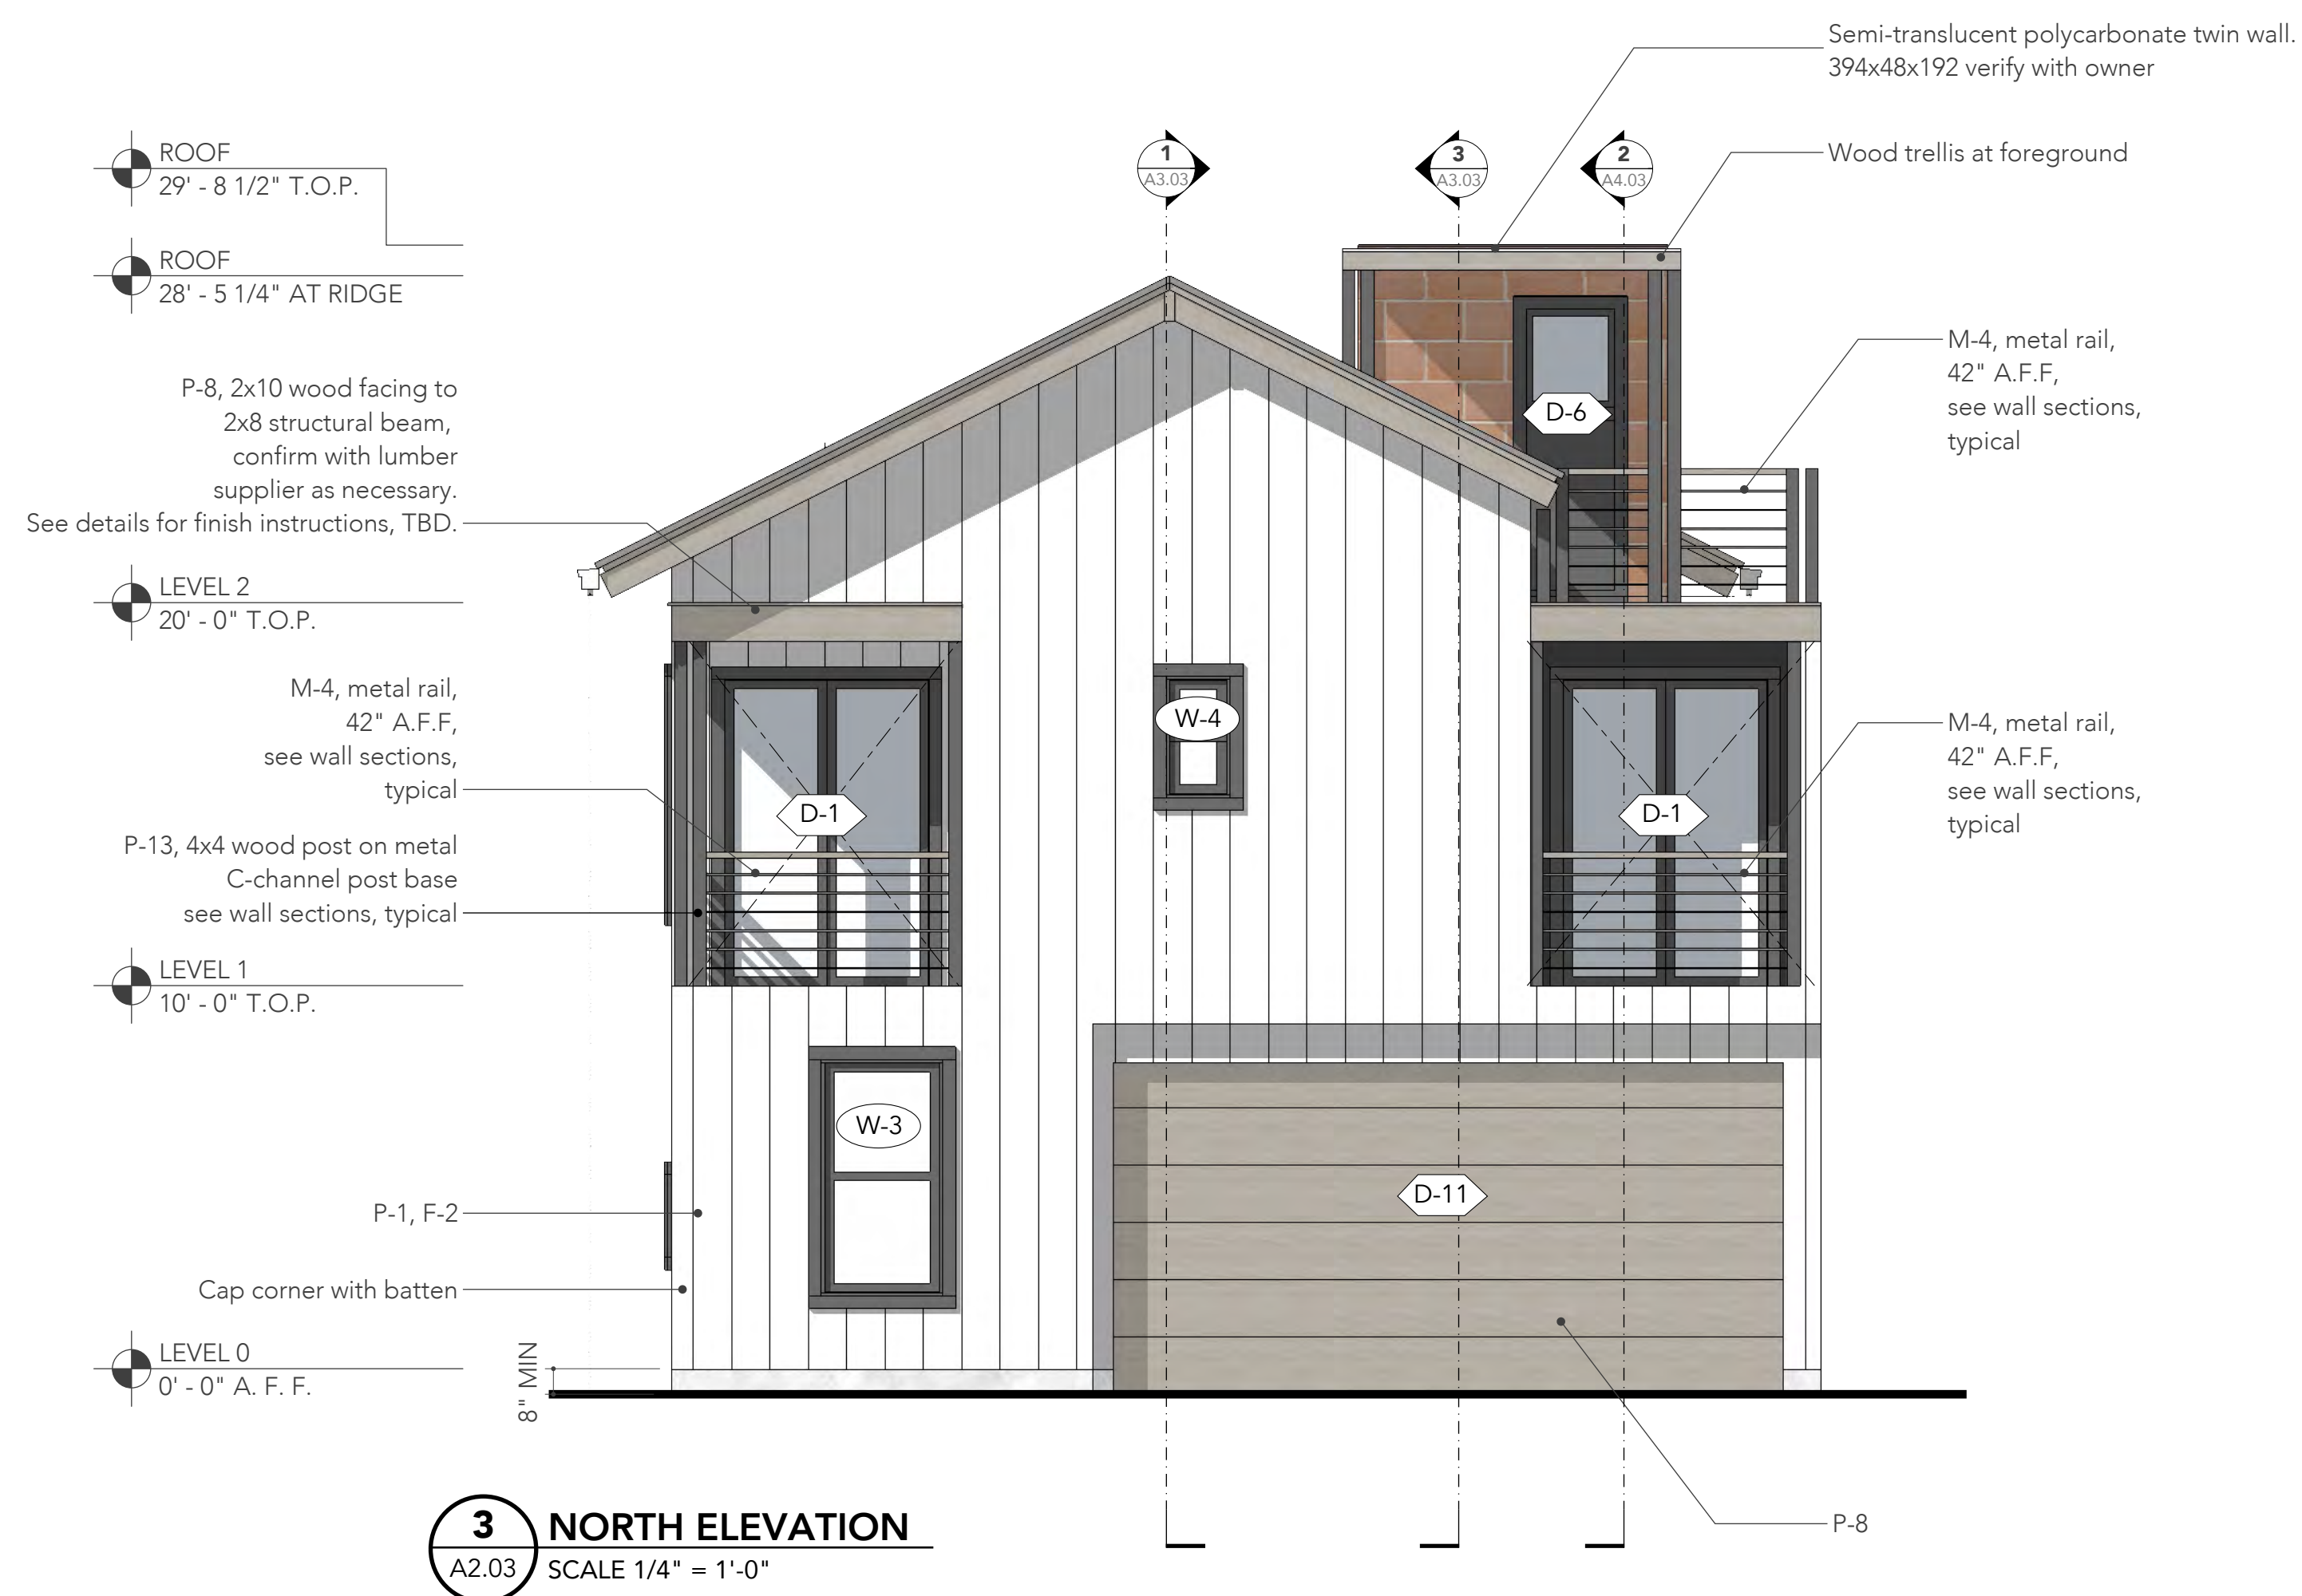 Semi-translucent polycarbonate twin wall.
394x48x192 verify with owner
Wood trellis at foreground
1
A3.03
3
A3.03
2
A4.03
ROOF
29' - 8 1/2" T.O.P.
ROOF
28' - 5 1/4" AT RIDGE
M-4, metal rail,
42" A.F.F,
see wall sections,
typical
P-8, 2x10 wood facing to
2x8 structural beam,
confirm with lumber
supplier as necessary.
See details for finish instructions, TBD.
D-6
LEVEL 2
20' - 0" T.O.P.
M-4, metal rail,
42" A.F.F,
see wall sections,
typical
W-4
M-4, metal rail,
42" A.F.F,
see wall sections,
typical
D-1
D-1
P-13, 4x4 wood post on metal
C-channel post base
see wall sections, typical
LEVEL 1
10' - 0" T.O.P.
W-3
D-11
P-1, F-2
Cap corner with batten
LEVEL 0
0' - 0" A. F. F.
8" MIN
P-8
3
A2.03
NORTH ELEVATION
SCALE 1/4" = 1'-0"